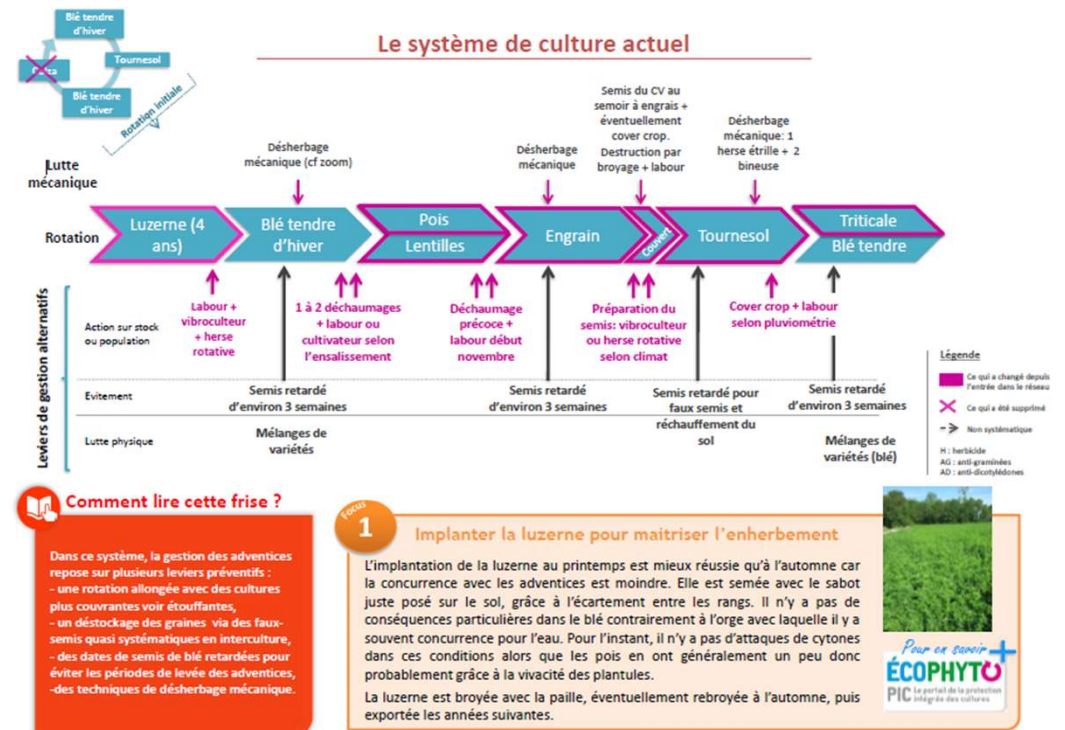 Le système de culture actuel
Blé tendre
d'hiver
Tournesol
Blé tendre
d'hiver
Rotation initiale
Lutte
mécanique
Désherbage
mécanique (cf zoom)
Désherbage
mécanique
Semis du CV au
semoir à engrais +
éventuellement
cover crop.
Destruction par
broyage + labour
Désherbage
mécanique: 1
herse étrille + 2
bineuse
Rotation
Luzerne (4
ans)
Blé tendre
d'hiver
Pois
Lentilles
Engrain
Couvert
Tournesol
Triticale
Blé tendre
Leviers de gestion alternatifs
Action sur stock
ou population
Labour +
vibroculteur
+ herse
rotative
1 à 2 déchaumages
+ labour ou
cultivateur selon
l'ensalissement
Déchaumage
précoce +
labour début
novembre
Préparation du
semis: vibroculteur
ou herse rotative
selon climat
Cover crop + labour
selon pluviométrie
Evitement
Semis retardé
d'environ 3 semaines
Semis retardé
d'environ 3 semaines
Semis retardé pour
faux semis et
réchauffement du
sol
Semis retardé
d'environ 3 semaines
Lutte physique
Mélanges de
variétés
Mélanges de
variétés (blé)
Légende
Ce qui a changé depuis
l'entrée dans le réseau
Ce qui a été supprimé
Non systématique
H : herbicide
AG : anti-graminées
AD : anti-dicotylédones
Comment lire cette frise ?
Dans ce système, la gestion des adventices
repose sur plusieurs leviers préventifs :
- une rotation allongée avec des cultures
plus couvrantes voir étouffantes,
- un déstockage des graines via des faux-
semis quasi systématiques en interculture,
- des dates de semis de blé retardées pour
éviter les périodes de levée des adventices,
-des techniques de désherbage mécanique.
Focus
1
Implanter la luzerne pour maitriser l'enherbement
L'implantation de la luzerne au printemps est mieux réussie qu'à l'automne car
la concurrence avec les adventices est moindre. Elle est semée avec le sabot
juste posé sur le sol, grâce à l'écartement entre les rangs. Il n'y a pas de
conséquences particulières dans le blé contrairement à l'orge avec laquelle il y a
souvent concurrence pour l'eau. Pour l'instant, il n'y a pas d'attaques de cytones
dans ces conditions alors que les pois en ont généralement un peu donc
probablement grâce à la vivacité des plantules.
La luzerne est broyée avec la paille, éventuellement rebroyée à l'automne, puis
exportée les années suivantes.
Pour en savoir +
ÉCOPHYTO
PIC Le portail de la protection
intégrée des cultures